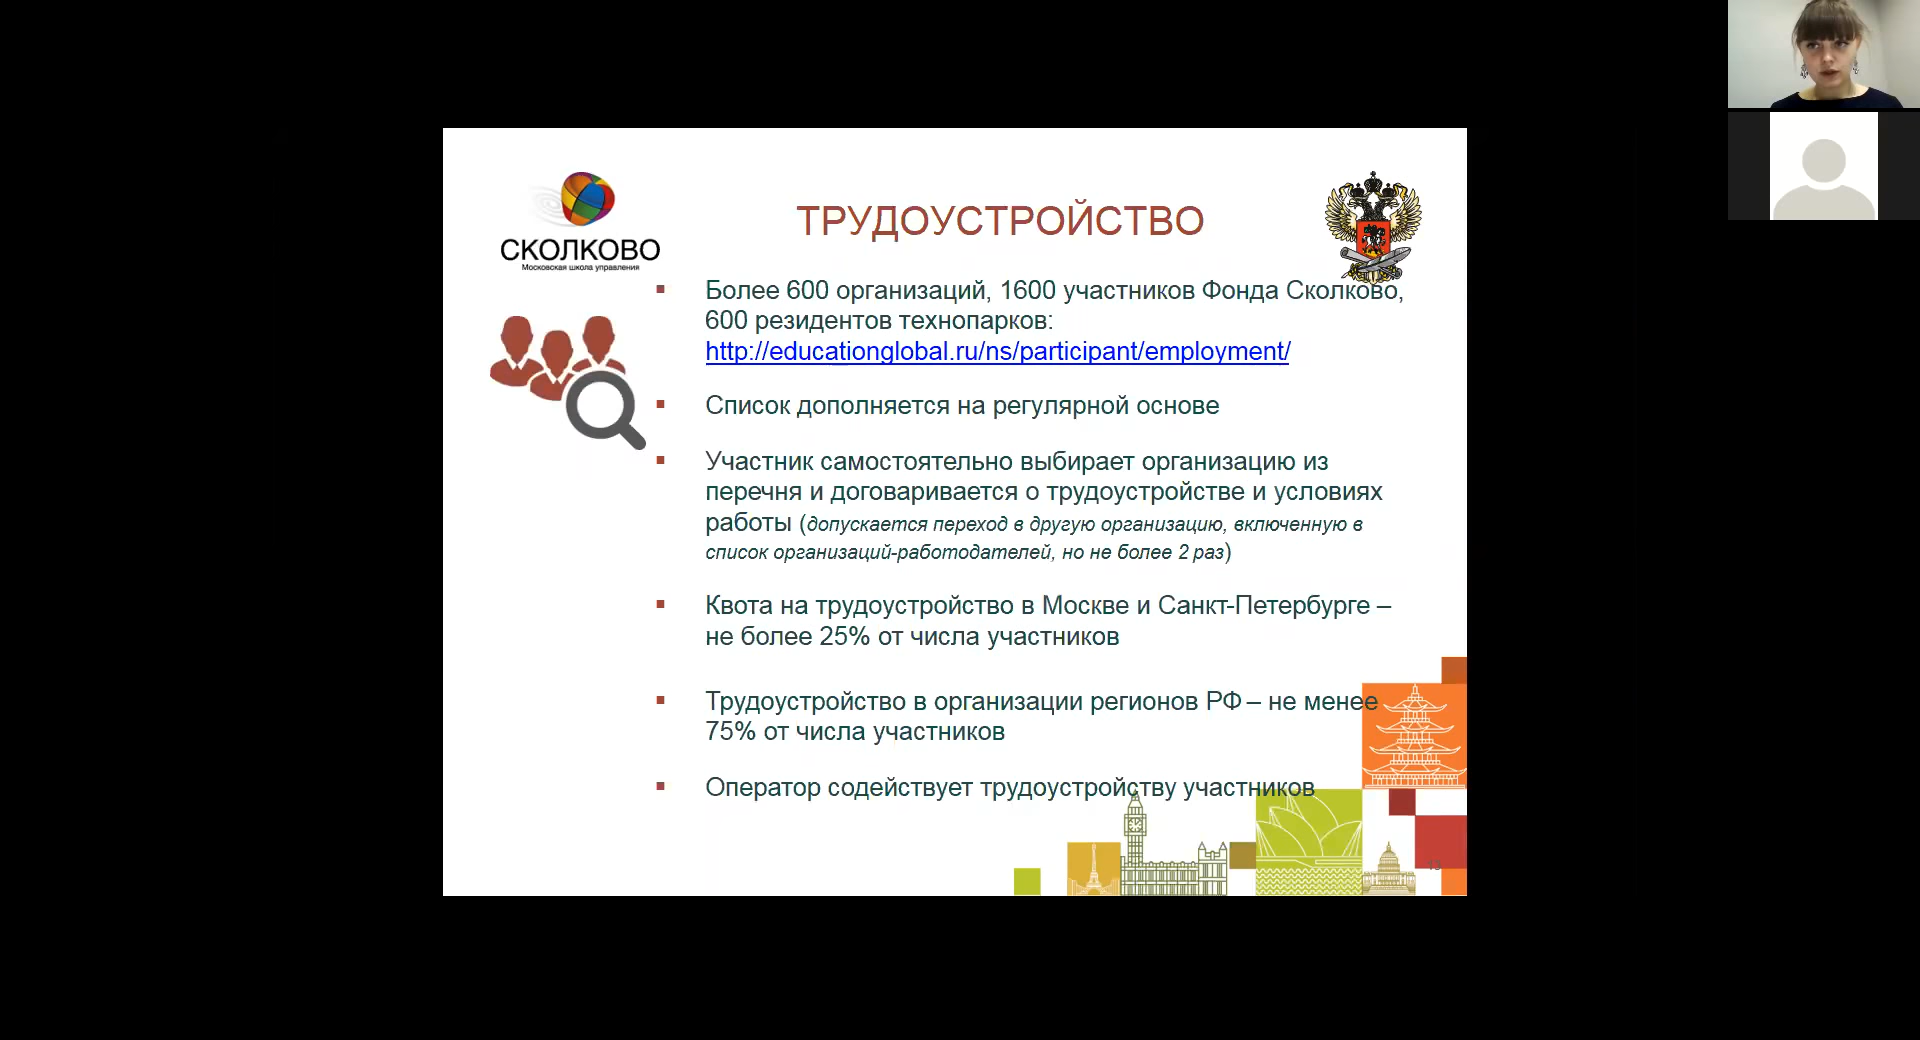 СКОЛКОВО
Московская школа управления
ТРУДОУСТРОЙСТВО
Более 600 организаций, 1600 участников Фонда Сколково,
600 резидентов технопарков:
http://educationglobal.ru/ns/participant/employment/
Список дополняется на регулярной основе
Участник самостоятельно выбирает организацию из
перечня и договаривается о трудоустройстве и условиях
работы (допускается переход в другую организацию, включенную в
список организаций-работодателей, но не более 2 раз)
Квота на трудоустройство в Москве и Санкт-Петербурге –
не более 25% от числа участников
Трудоустройство в организации регионов РФ – не менее
75% от числа участников
Оператор содействует трудоустройству участников
13